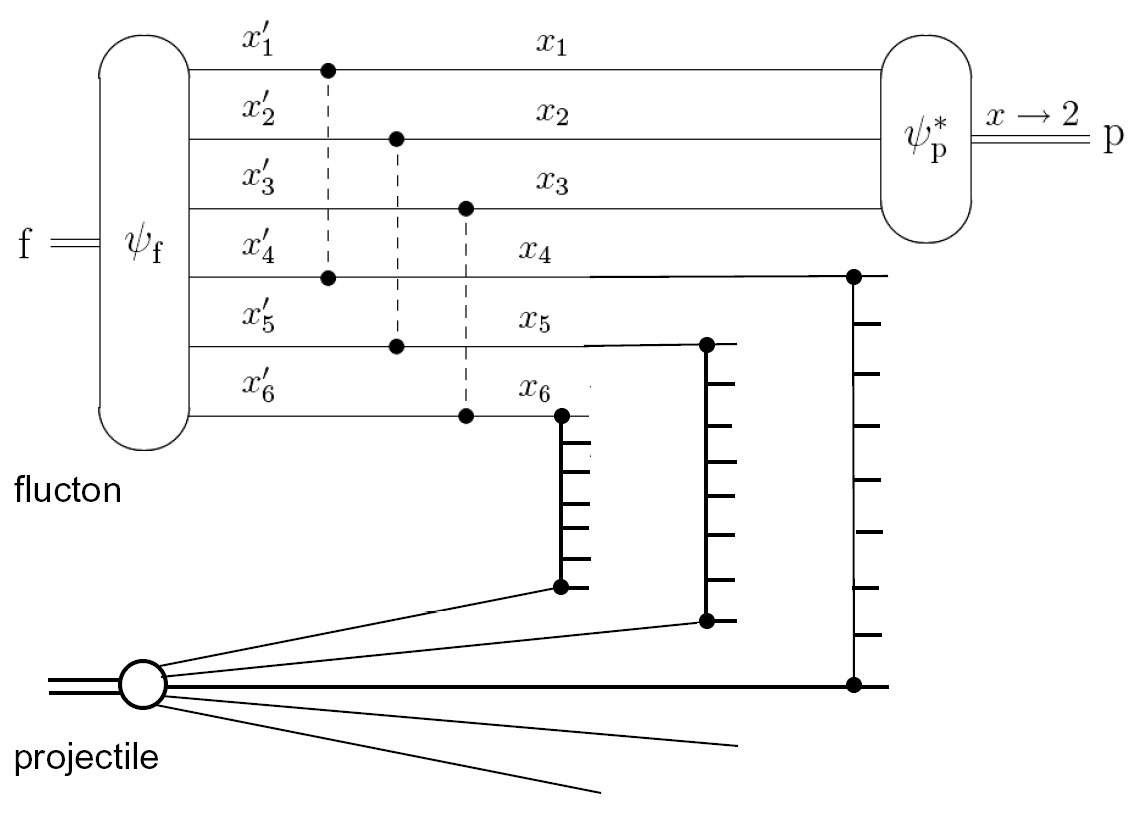 x′₁ x₁
x′₂ x₂ x → 2
f ψf x′₃ x₃ ψ*p p
x′₄ x₄
x′₅ x₅
x′₆ x₆
flucton
projectile